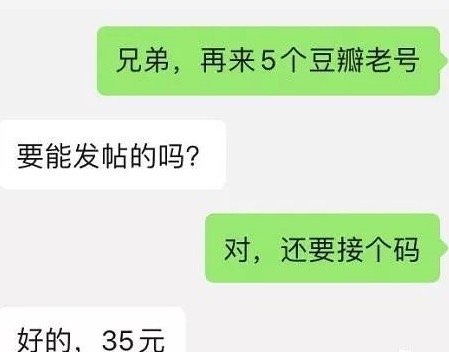 兄弟，再来5个豆瓣老号
要能发帖的吗？
对，还要接个码
好的，35元